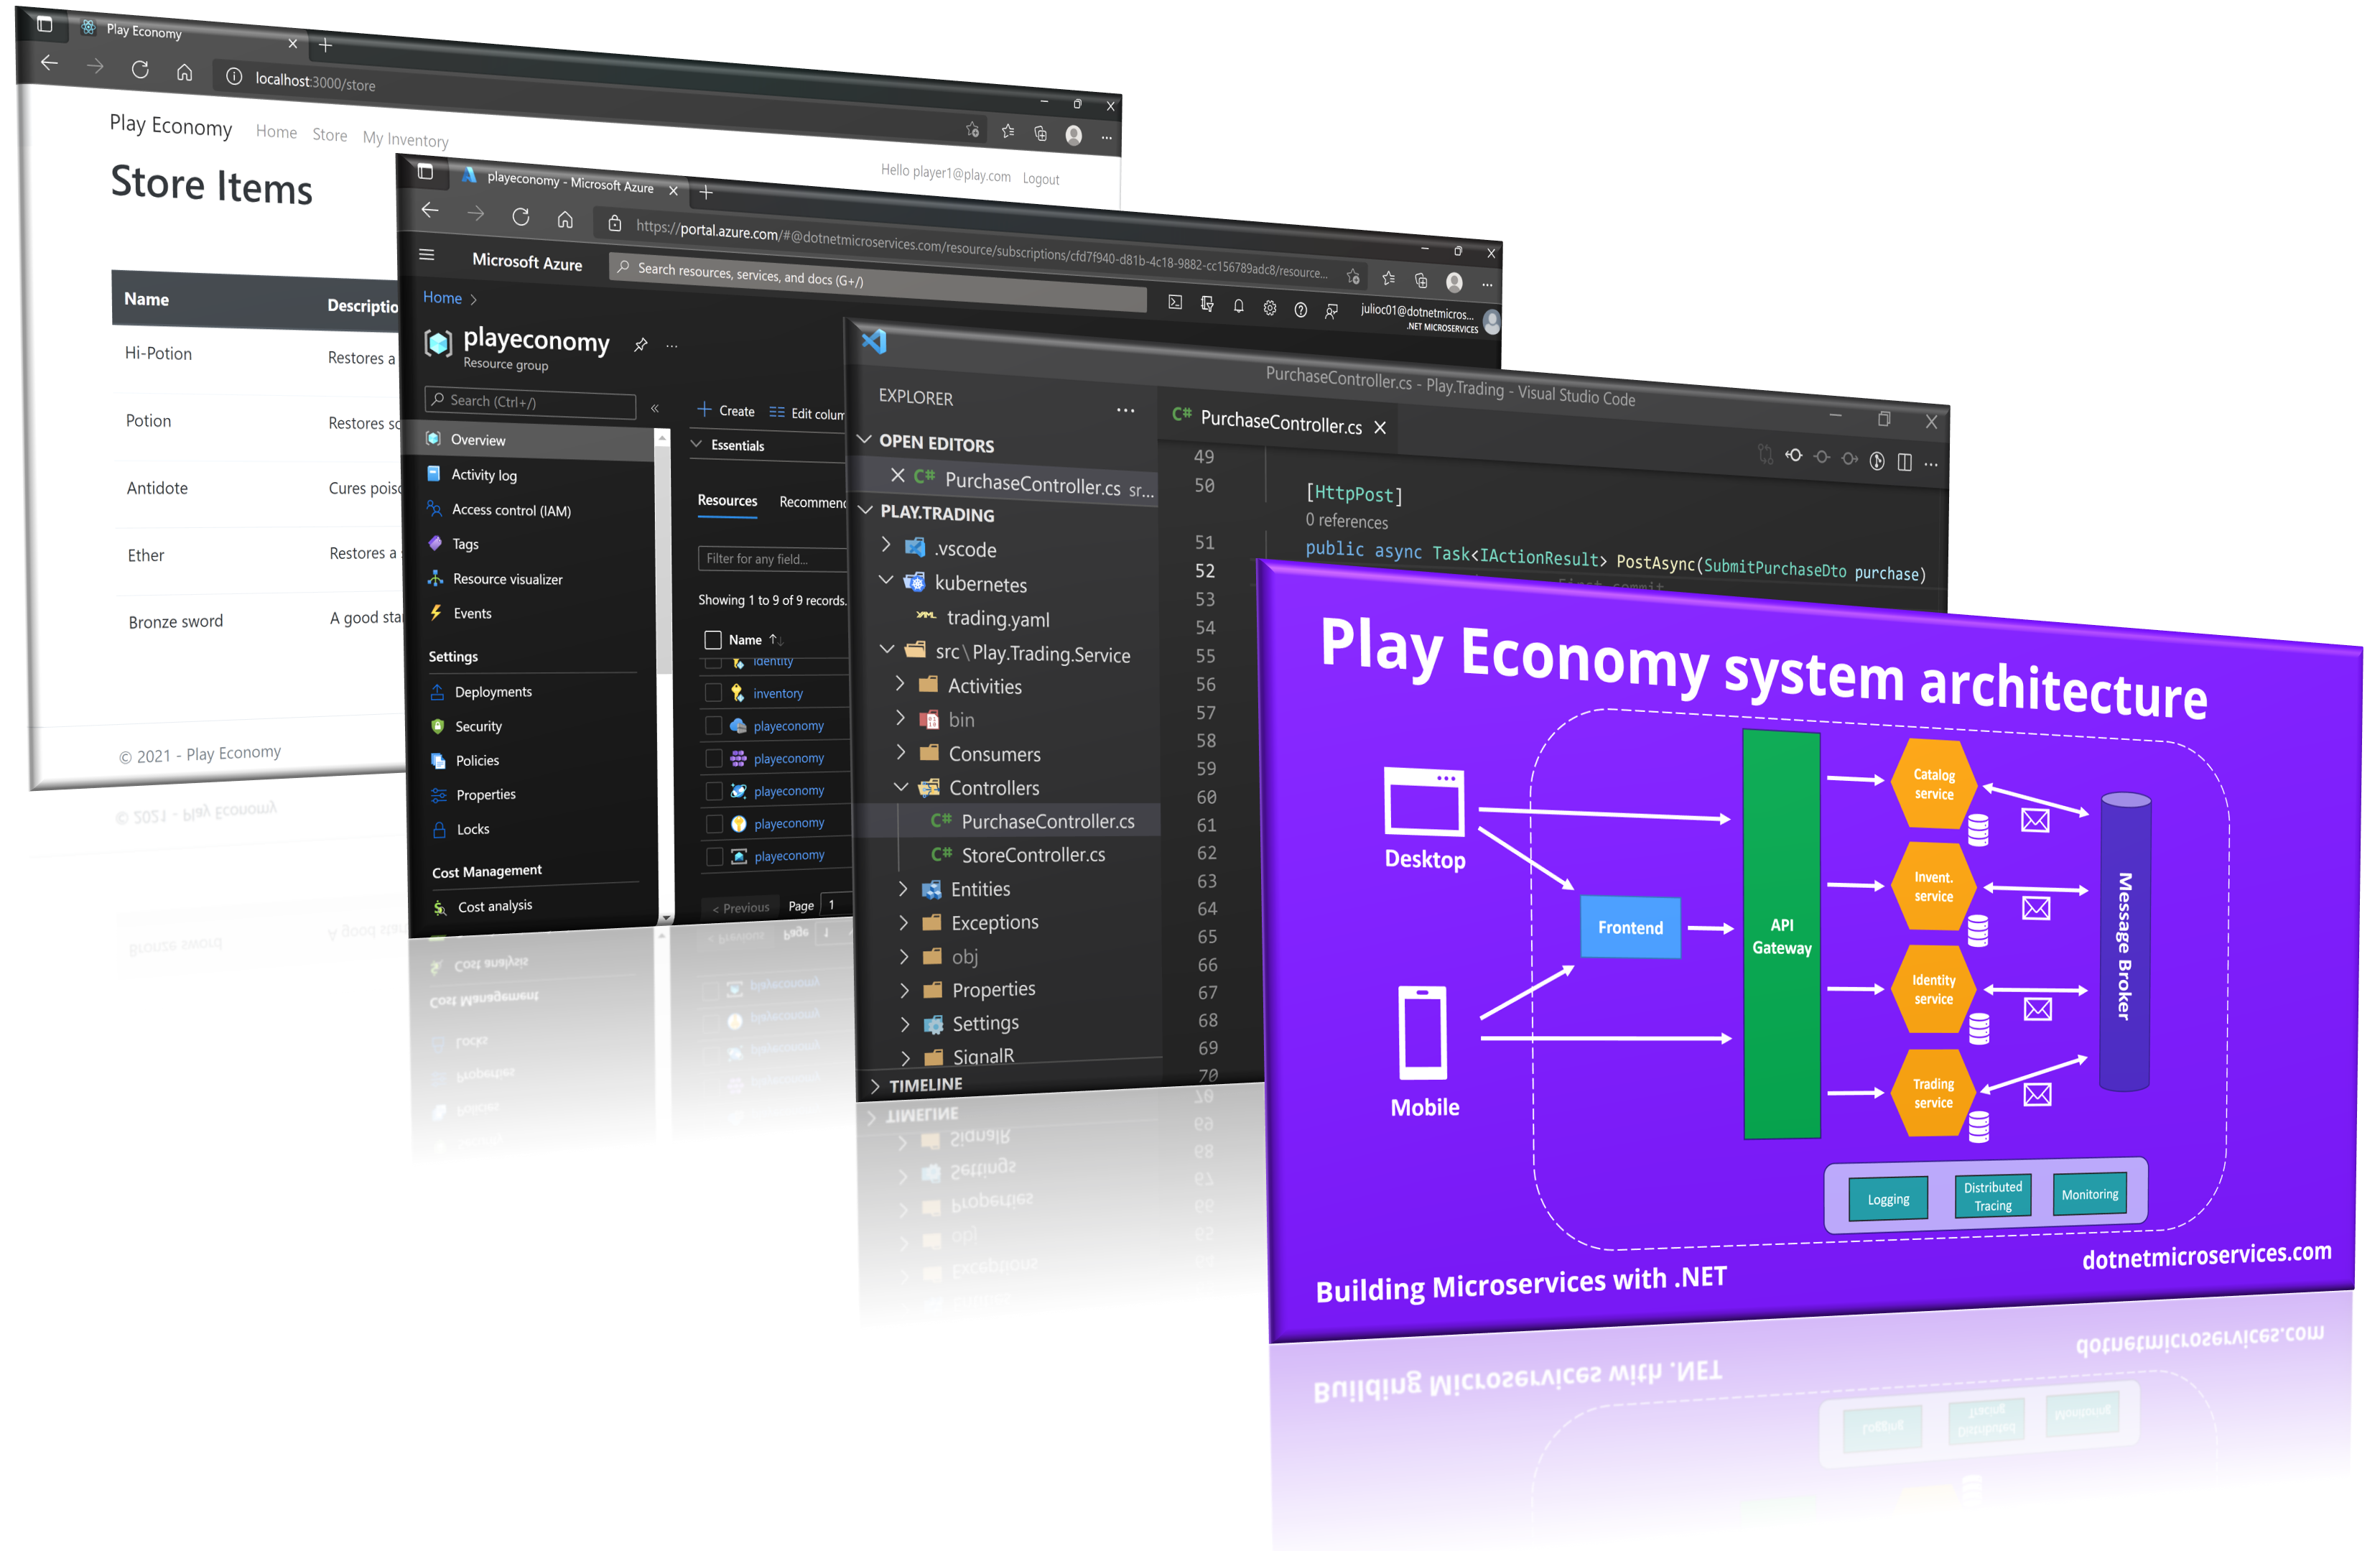 Play Economy
localhost:3000/store
Play Economy Home Store My Inventory
Hello player1@play.com Logout
Store Items
Name
Hi-Potion Restores a
Potion Restores
Antidote Cures
Ether Restores a
Bronze sword A good
© 2021 - Play Economy
playeconomy - Microsoft Azure
https://portal.azure.com/#@dotnetmicroservices.com/resource/subscriptions/cfd7f940-d81b-4c18-9882-cc156789adc8/resource...
Microsoft Azure
Search resources, services, and docs (G+/)
julioc01@dotnetmicros...
.NET MICROSERVICES
Home >
playeconomy
Resource group
Search (Ctrl+/)
«
Overview
Activity log
Access control (IAM)
Tags
Resource visualizer
Events
Settings
Deployments
Security
Policies
Properties
Locks
Cost Management
Cost analysis
Create Edit
Essentials
Resources
Filter for any field...
Showing 1 to 9 of 9 records.
Name
identity
inventory
playeconomy
playeconomy
playeconomy
playeconomy
playeconomy
< Previous Page 1
PurchaseController.cs - Play.Trading - Visual Studio Code
EXPLORER
OPEN EDITORS
C# PurchaseController.cs sr...
PLAY.TRADING
.vscode
kubernetes
trading.yaml
src\Play.Trading.Service
Activities
bin
Consumers
Controllers
C# PurchaseController.cs
C# StoreController.cs
Entities
Exceptions
obj
Properties
Settings
SignalR
TIMELINE
C# PurchaseController.cs
49
50 [HttpPost]
0 references
51 public async Task<IActionResult> PostAsync(SubmitPurchaseDto purchase)
52
53
54
55
56
57
58
59
60
61
62
63
64
65
66
67
68
69
70
Play Economy system architecture
Desktop
Mobile
Frontend
API
Gateway
Catalog
service
Invent.
service
Identity
service
Trading
service
Message Broker
Logging
Distributed
Tracing
Monitoring
Building Microservices with .NET
dotnetmicroservices.com